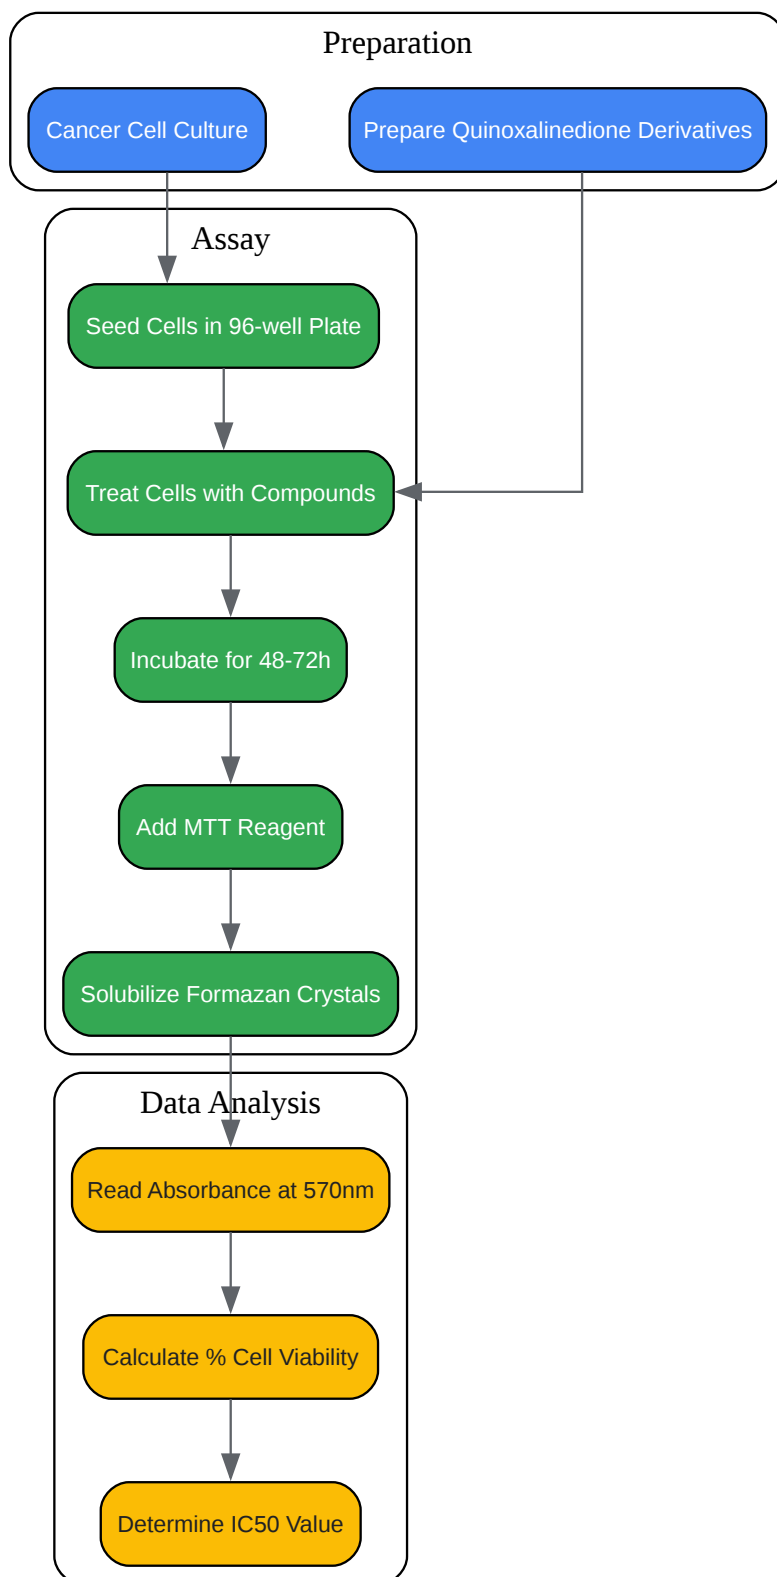 Preparation
Cancer Cell Culture
Prepare Quinoxalinedione Derivatives
Assay
Seed Cells in 96-well Plate
Treat Cells with Compounds
Incubate for 48-72h
Add MTT Reagent
Solubilize Formazan Crystals
Data Analysis
Read Absorbance at 570nm
Calculate % Cell Viability
Determine IC50 Value